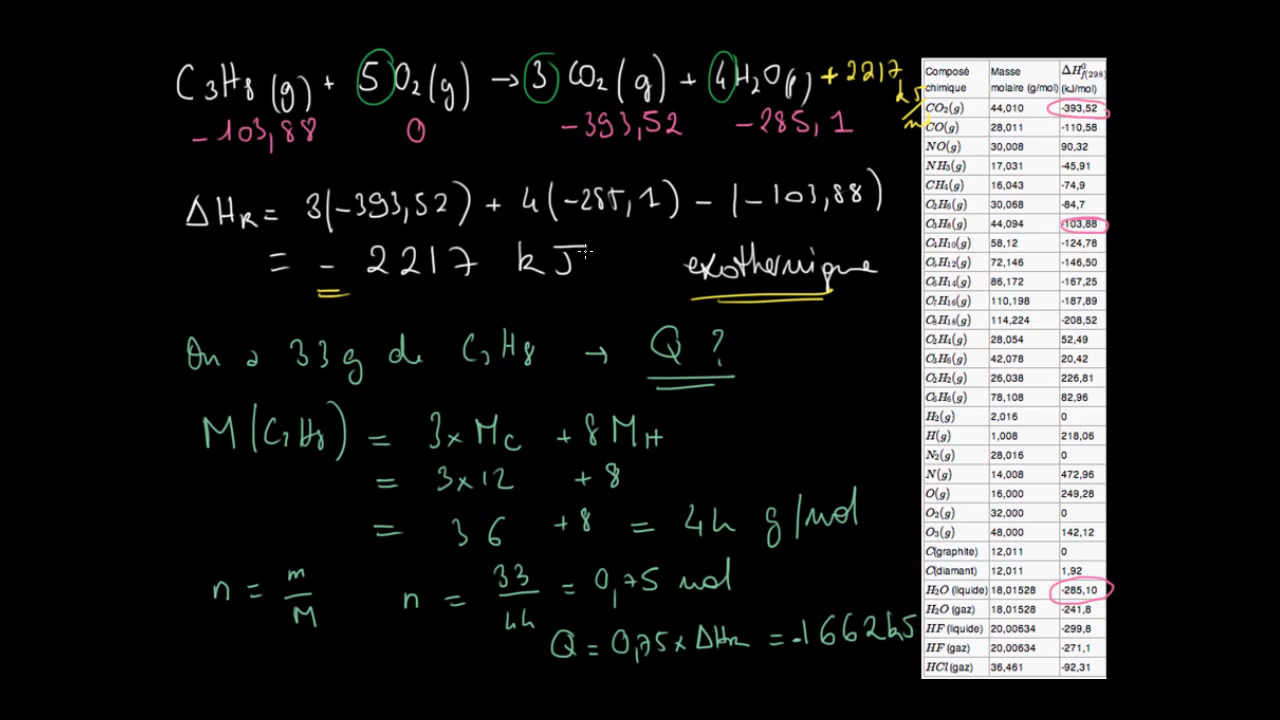 C₃H₈ (g) + 5 O₂ (g) → 3 CO₂ (g) + 4 H₂O(l) + 2217 kJ/mol
-103,88 0 -393,52 -285,1
ΔHR = 3(-393,52) + 4(-285,1) - (-103,88)
= - 2217 kJ exothermique
On a 33g de C₃H₈ → Q ?
M(C₃H₈) = 3×MC + 8MH
= 3×12 + 8
= 36 + 8 = 44 g/mol
n = m/M n = 33/44 = 0,75 mol
Q = 0,75 × ΔHR = -1662 kJ
Composé chimique Masse molaire (g/mol) ΔH⁰f(298) (kJ/mol)
CO₂(g) 44,010 -393,52
CO(g) 28,011 -110,58
NO(g) 30,008 90,32
NH₃(g) 17,031 -45,91
CH₄(g) 16,043 -74,9
C₂H₆(g) 30,068 -84,7
C₃H₈(g) 44,094 -103,88
C₄H₁₀(g) 58,12 -124,78
C₅H₁₂(g) 72,146 -146,50
C₆H₁₄(g) 86,172 -167,25
C₇H₁₆(g) 110,198 -187,89
C₈H₁₈(g) 114,224 -208,52
C₂H₄(g) 28,054 52,49
C₃H₆(g) 42,078 20,42
C₂H₂(g) 26,038 226,81
C₆H₆(g) 78,108 82,96
H₂(g) 2,016 0
H(g) 1,008 218,06
N₂(g) 28,016 0
N(g) 14,008 472,96
O(g) 16,000 249,28
O₂(g) 32,000 0
O₃(g) 48,000 142,12
C(graphite) 12,011 0
C(diamant) 12,011 1,92
H₂O (liquide) 18,01528 -285,10
H₂O (gaz) 18,01528 -241,8
HF (liquide) 20,00634 -299,8
HF (gaz) 20,00634 -271,1
HCl (gaz) 36,461 -92,31